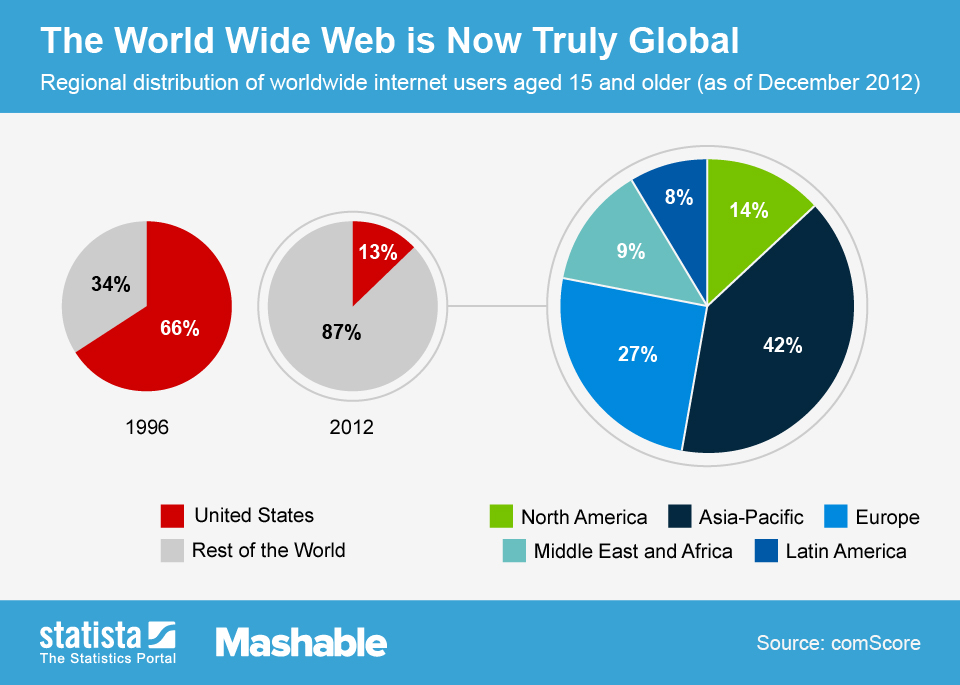 The World Wide Web is Now Truly Global
Regional distribution of worldwide internet users aged 15 and older (as of December 2012)
34%
66%
1996
13%
87%
2012
8%
14%
9%
27%
42%
United States
Rest of the World
North America
Asia-Pacific
Europe
Middle East and Africa
Latin America
statista
The Statistics Portal
Mashable
Source: comScore